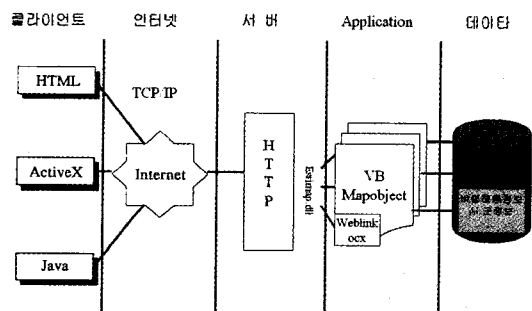 클라이언트
인터넷
서 버
Application
데이타
HTML
TCP/IP
ActiveX
Internet
H
T
T
P
Esrimap dll
VB
Mapobject
Weblink
ocx
Java